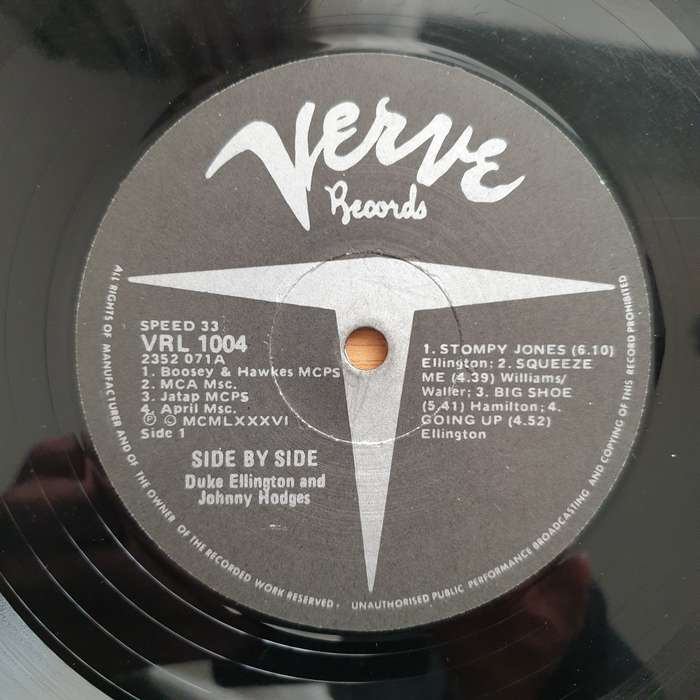 Verve
Records
SPEED 33
VRL 1004
2352 071A
1. Boosey & Hawkes MCPS
2. MCA Msc.
3. Jatap MCPS
4. April Msc.
Ⓟ © MCMLXXXVI
Side 1
SIDE BY SIDE
Duke Ellington and
Johnny Hodges
1. STOMPY JONES (6.10)
Ellington; 2. SQUEEZE
ME (4.39) Williams/
Waller; 3. BIG SHOE
(5,41) Hamilton; 4.
GOING UP (4.52)
Ellington
ALL RIGHTS OF MANUFACTURER AND OF THE OWNER OF THE RECORDED WORK RESERVED. UNAUTHORISED PUBLIC PERFORMANCE BROADCASTING AND COPYING OF THIS RECORD PROHIBITED